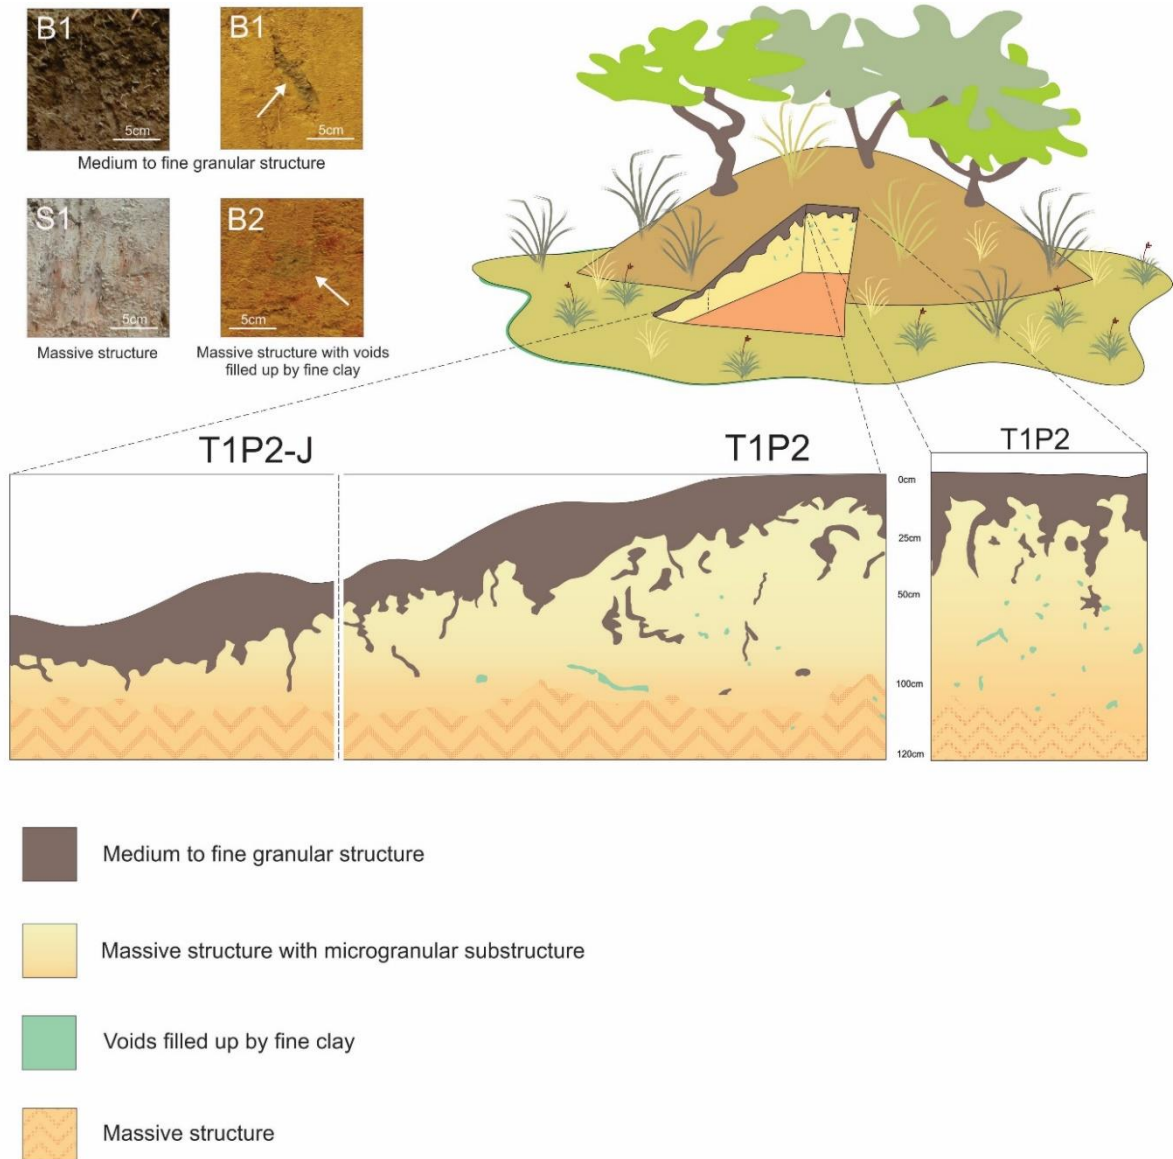 B1
B1
5cm
5cm
Medium to fine granular structure
S1
B2
5cm
5cm
Massive structure
Massive structure with voids
filled up by fine clay
T1P2-J
T1P2
T1P2
0cm
25cm
50cm
100cm
120cm
Medium to fine granular structure
Massive structure with microgranular substructure
Voids filled up by fine clay
Massive structure